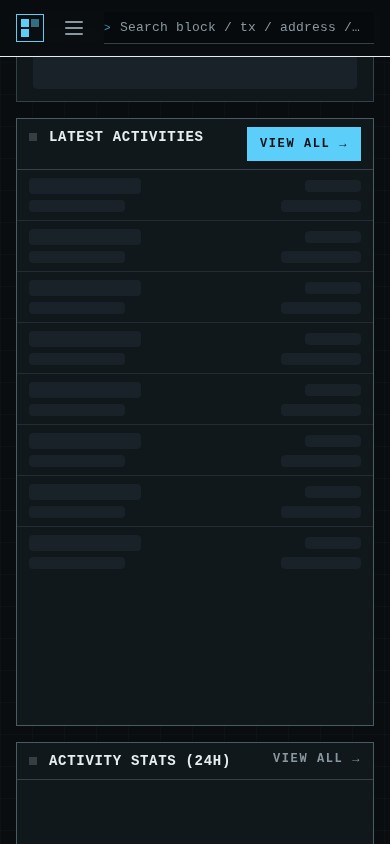 > Search block / tx / address /…
LATEST ACTIVITIES
VIEW ALL →
ACTIVITY STATS (24H)
VIEW ALL →